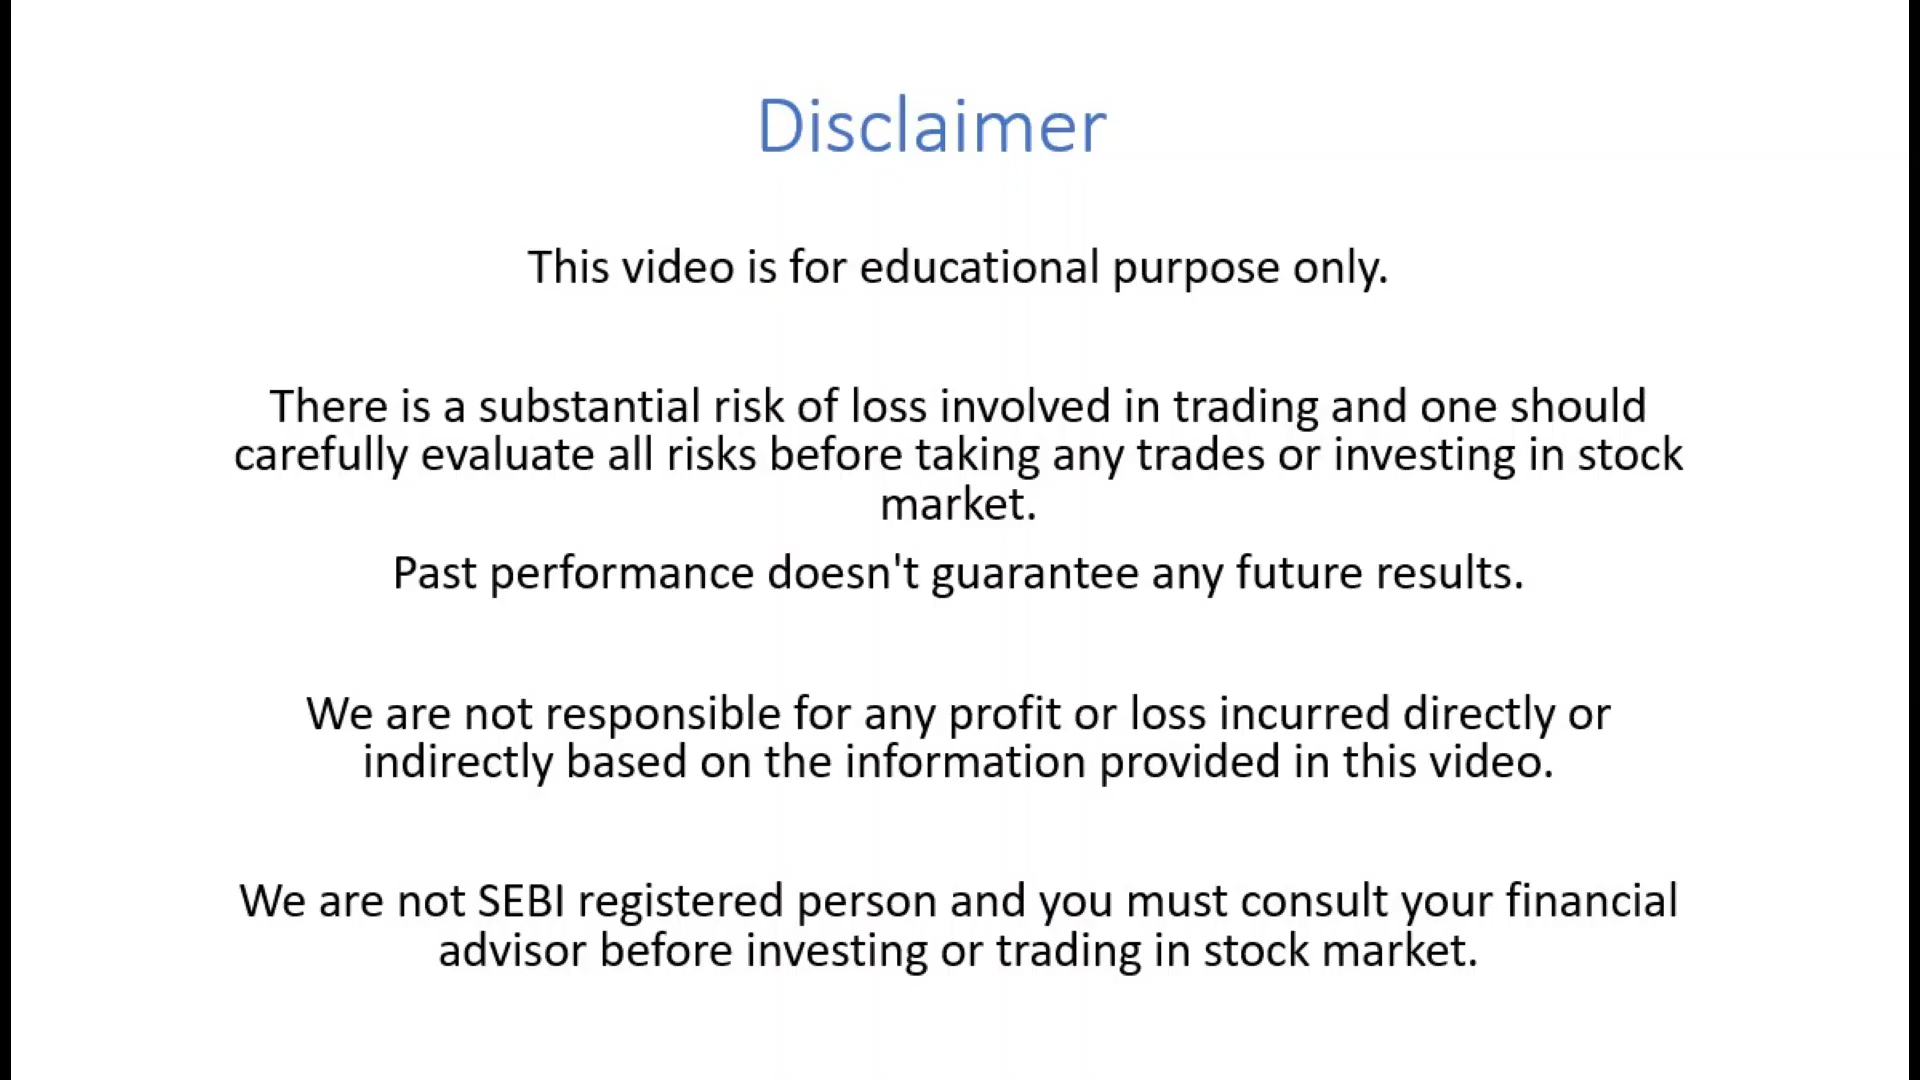 Disclaimer
This video is for educational purpose only.
There is a substantial risk of loss involved in trading and one should
carefully evaluate all risks before taking any trades or investing in stock
market.
Past performance doesn't guarantee any future results.
We are not responsible for any profit or loss incurred directly or
indirectly based on the information provided in this video.
We are not SEBI registered person and you must consult your financial
advisor before investing or trading in stock market.